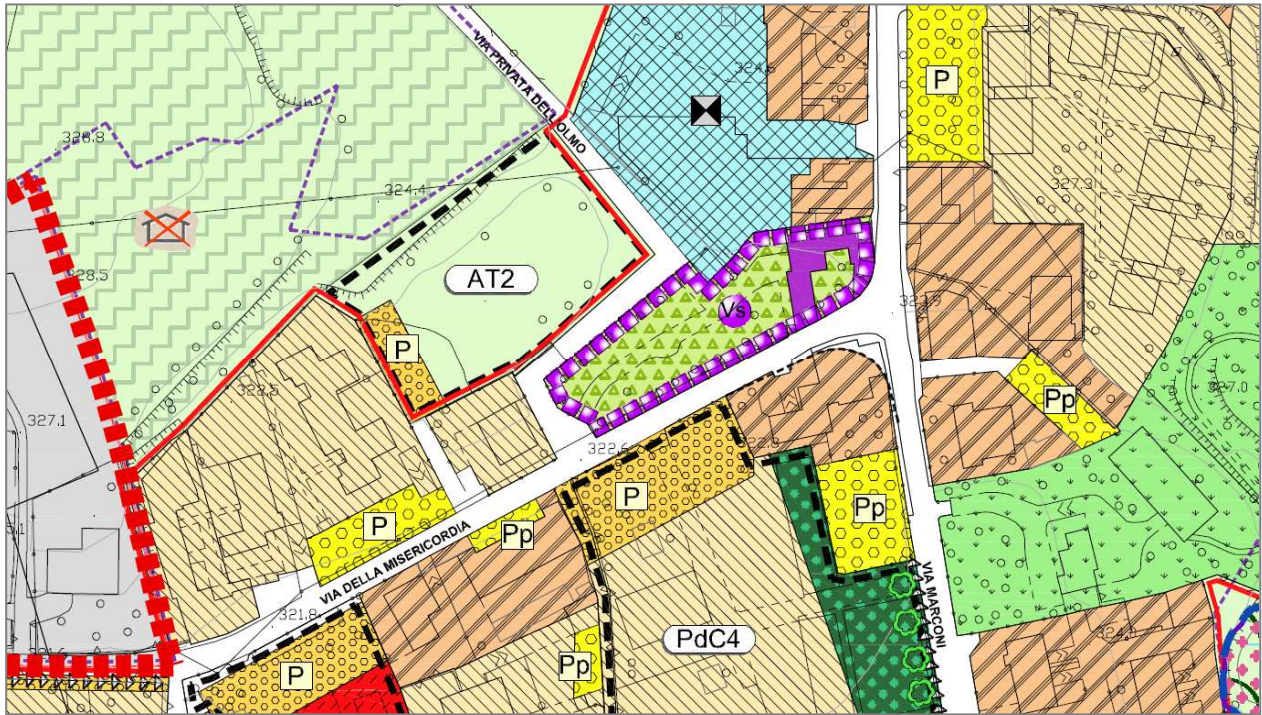 VIA PRIVATA DELL'OLMO
P
328.8
324.4
327.3
AT2
328.5
Vs
P
327.1
322.5
327.0
Pp
322.6
322.8
P
Pp
P
Pp
VIA DELLA MISERICORDIA
VIA MARCONI
321.8
PdC4
Pp
P